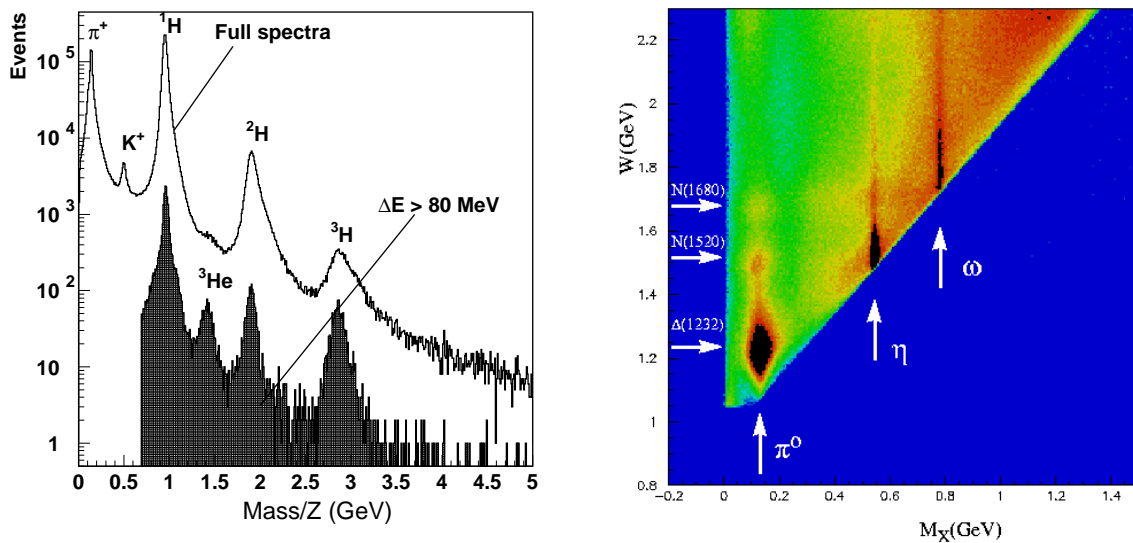 Events
10^5
10^4
10^3
10^2
10
1
π+
K+
1H
Full spectra
2H
ΔE > 80 MeV
3H
3He
0 0.5 1 1.5 2 2.5 3 3.5 4 4.5 5
Mass/Z (GeV)
W(GeV)
2.2
2
1.8
1.6
1.4
1.2
1
0.8
N(1680)
N(1520)
Δ(1232)
ω
η
π0
-0.2 0 0.2 0.4 0.6 0.8 1 1.2 1.4
MX(GeV)